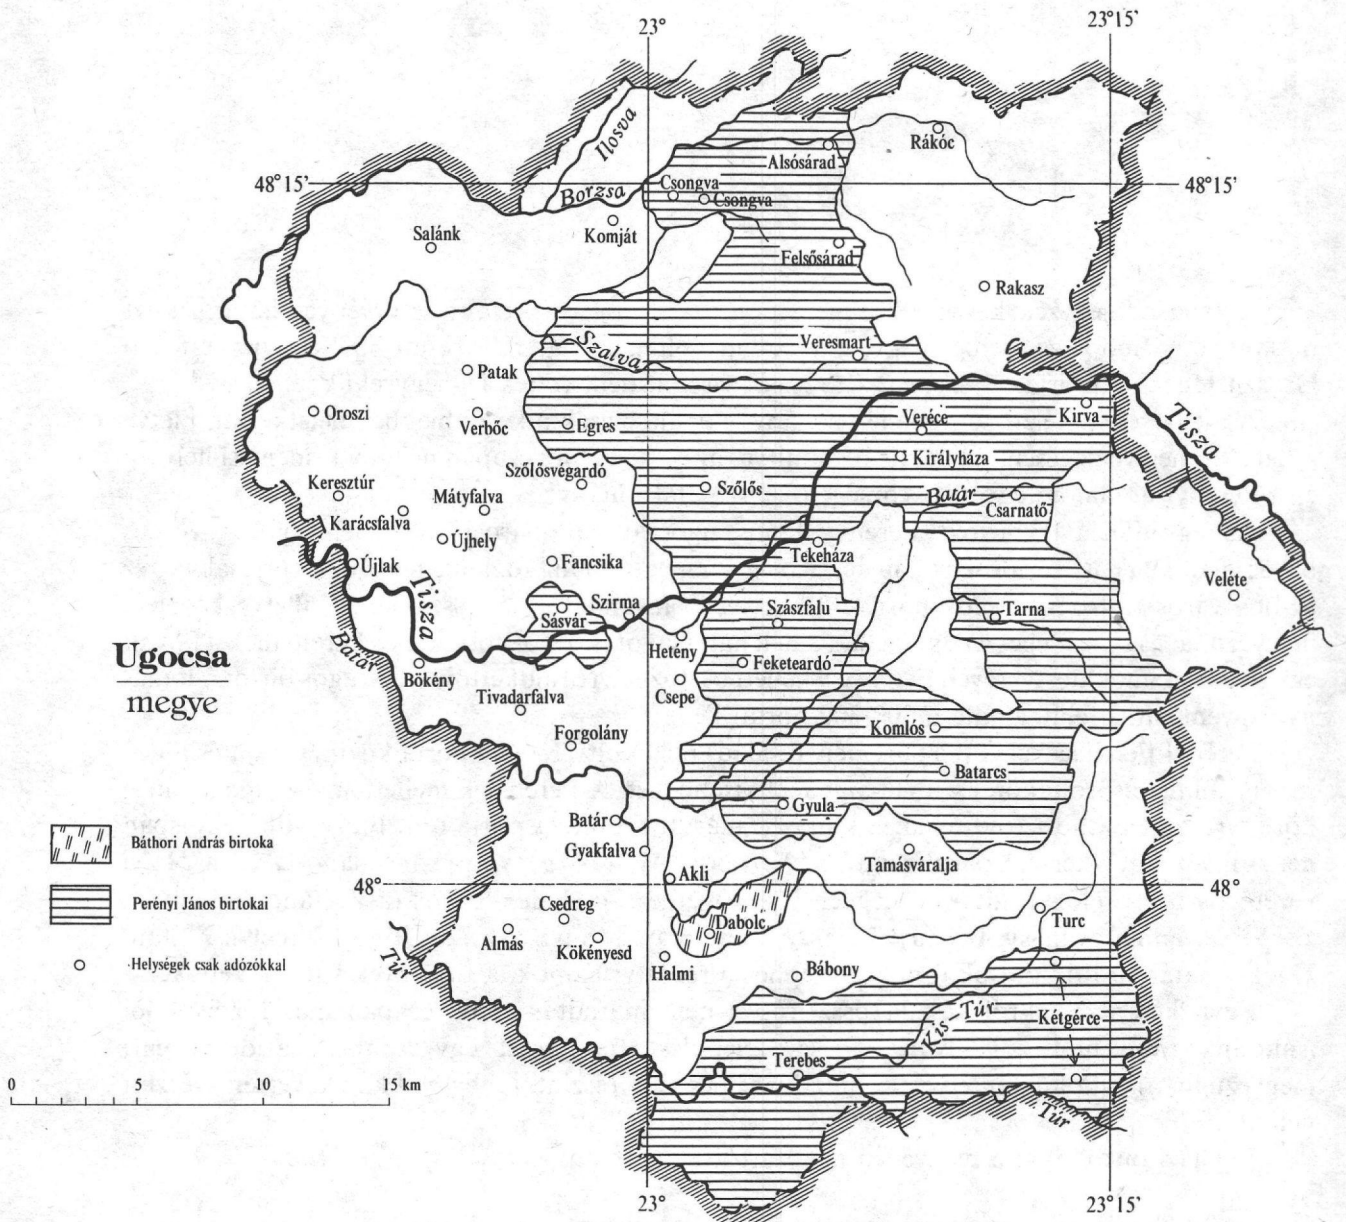 23°
23°15'
Ilosva
Rákóc
Alsósárad
48°15'
Borzsa
Csongva
Csongva
48°15'
Salánk
Komját
Felsősárad
Rakasz
Szalva
Veresmart
Patak
Oroszi
Verbőc
Egres
Veréce
Kirva
Tisza
Szőlősvégardó
Királyháza
Keresztúr
Mátyfalva
Szőlős
Batár
Csarnató
Karácsfalva
Újhely
Tekeháza
Újlak
Fancsika
Veléte
Tisza
Sásvár
Szirma
Szászfalu
Tarna
Batár
Hetény
Ugocsa
megye
Bökény
Feketeardó
Tivadarfalva
Csepe
Forgolány
Komlós
Batarcs
Gyula
Batár
Báthori András birtoka
Gyakfalva
Tamásváralja
Akli
48°
48°
Perényi János birtokai
Csedreg
Dabolc
Turc
Almás
Kökényesd
Helységek csak adózókkal
Túr
Halmi
Bábony
Kis-Túr
Kétgérce
Terebes
0 5 10 15 km
Túr
23°
23°15'